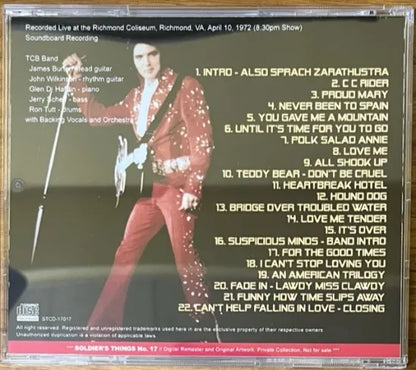 Recorded Live at the Richmond Coliseum, Richmond, VA. April 10, 1972 (8:30pm Show)
Soundboard Recording
TCB Band
James Burton - lead guitar
John Wilkinson - rhythm guitar
Glen D. Hardin - piano
Jerry Scheff - bass
Ron Tutt - drums
with Backing Vocals and Orchestra
1. INTRO - ALSO SPRACH ZARATHUSTRA
2. C C RIDER
3. PROUD MARY
4. NEVER BEEN TO SPAIN
5. YOU GAVE ME A MOUNTAIN
6. UNTIL IT'S TIME FOR YOU TO GO
7. POLK SALAD ANNIE
8. LOVE ME
9. ALL SHOOK UP
10. TEDDY BEAR - DON'T BE CRUEL
11. HEARTBREAK HOTEL
12. HOUND DOG
13. BRIDGE OVER TROUBLED WATER
14. LOVE ME TENDER
15. IT'S OVER
16. SUSPICIOUS MINDS - BAND INTRO
17. FOR THE GOOD TIMES
18. I CAN'T STOP LOVING YOU
19. AN AMERICAN TRILOGY
20. FADE IN - LAWDY MISS CLAWDY
21. FUNNY HOW TIME SLIPS AWAY
22. CAN'T HELP FALLING IN LOVE - CLOSING
STCD-17017
All right reserved. Registered and unregistered trademarks used here in are the exclusive property of their respective owners
Unauthorized duplication is a violation of applicable laws.
*** SOLDIER'S THINGS No. 17 // Digital Remaster and Original Artwork. Private Collection, Not for sale ***